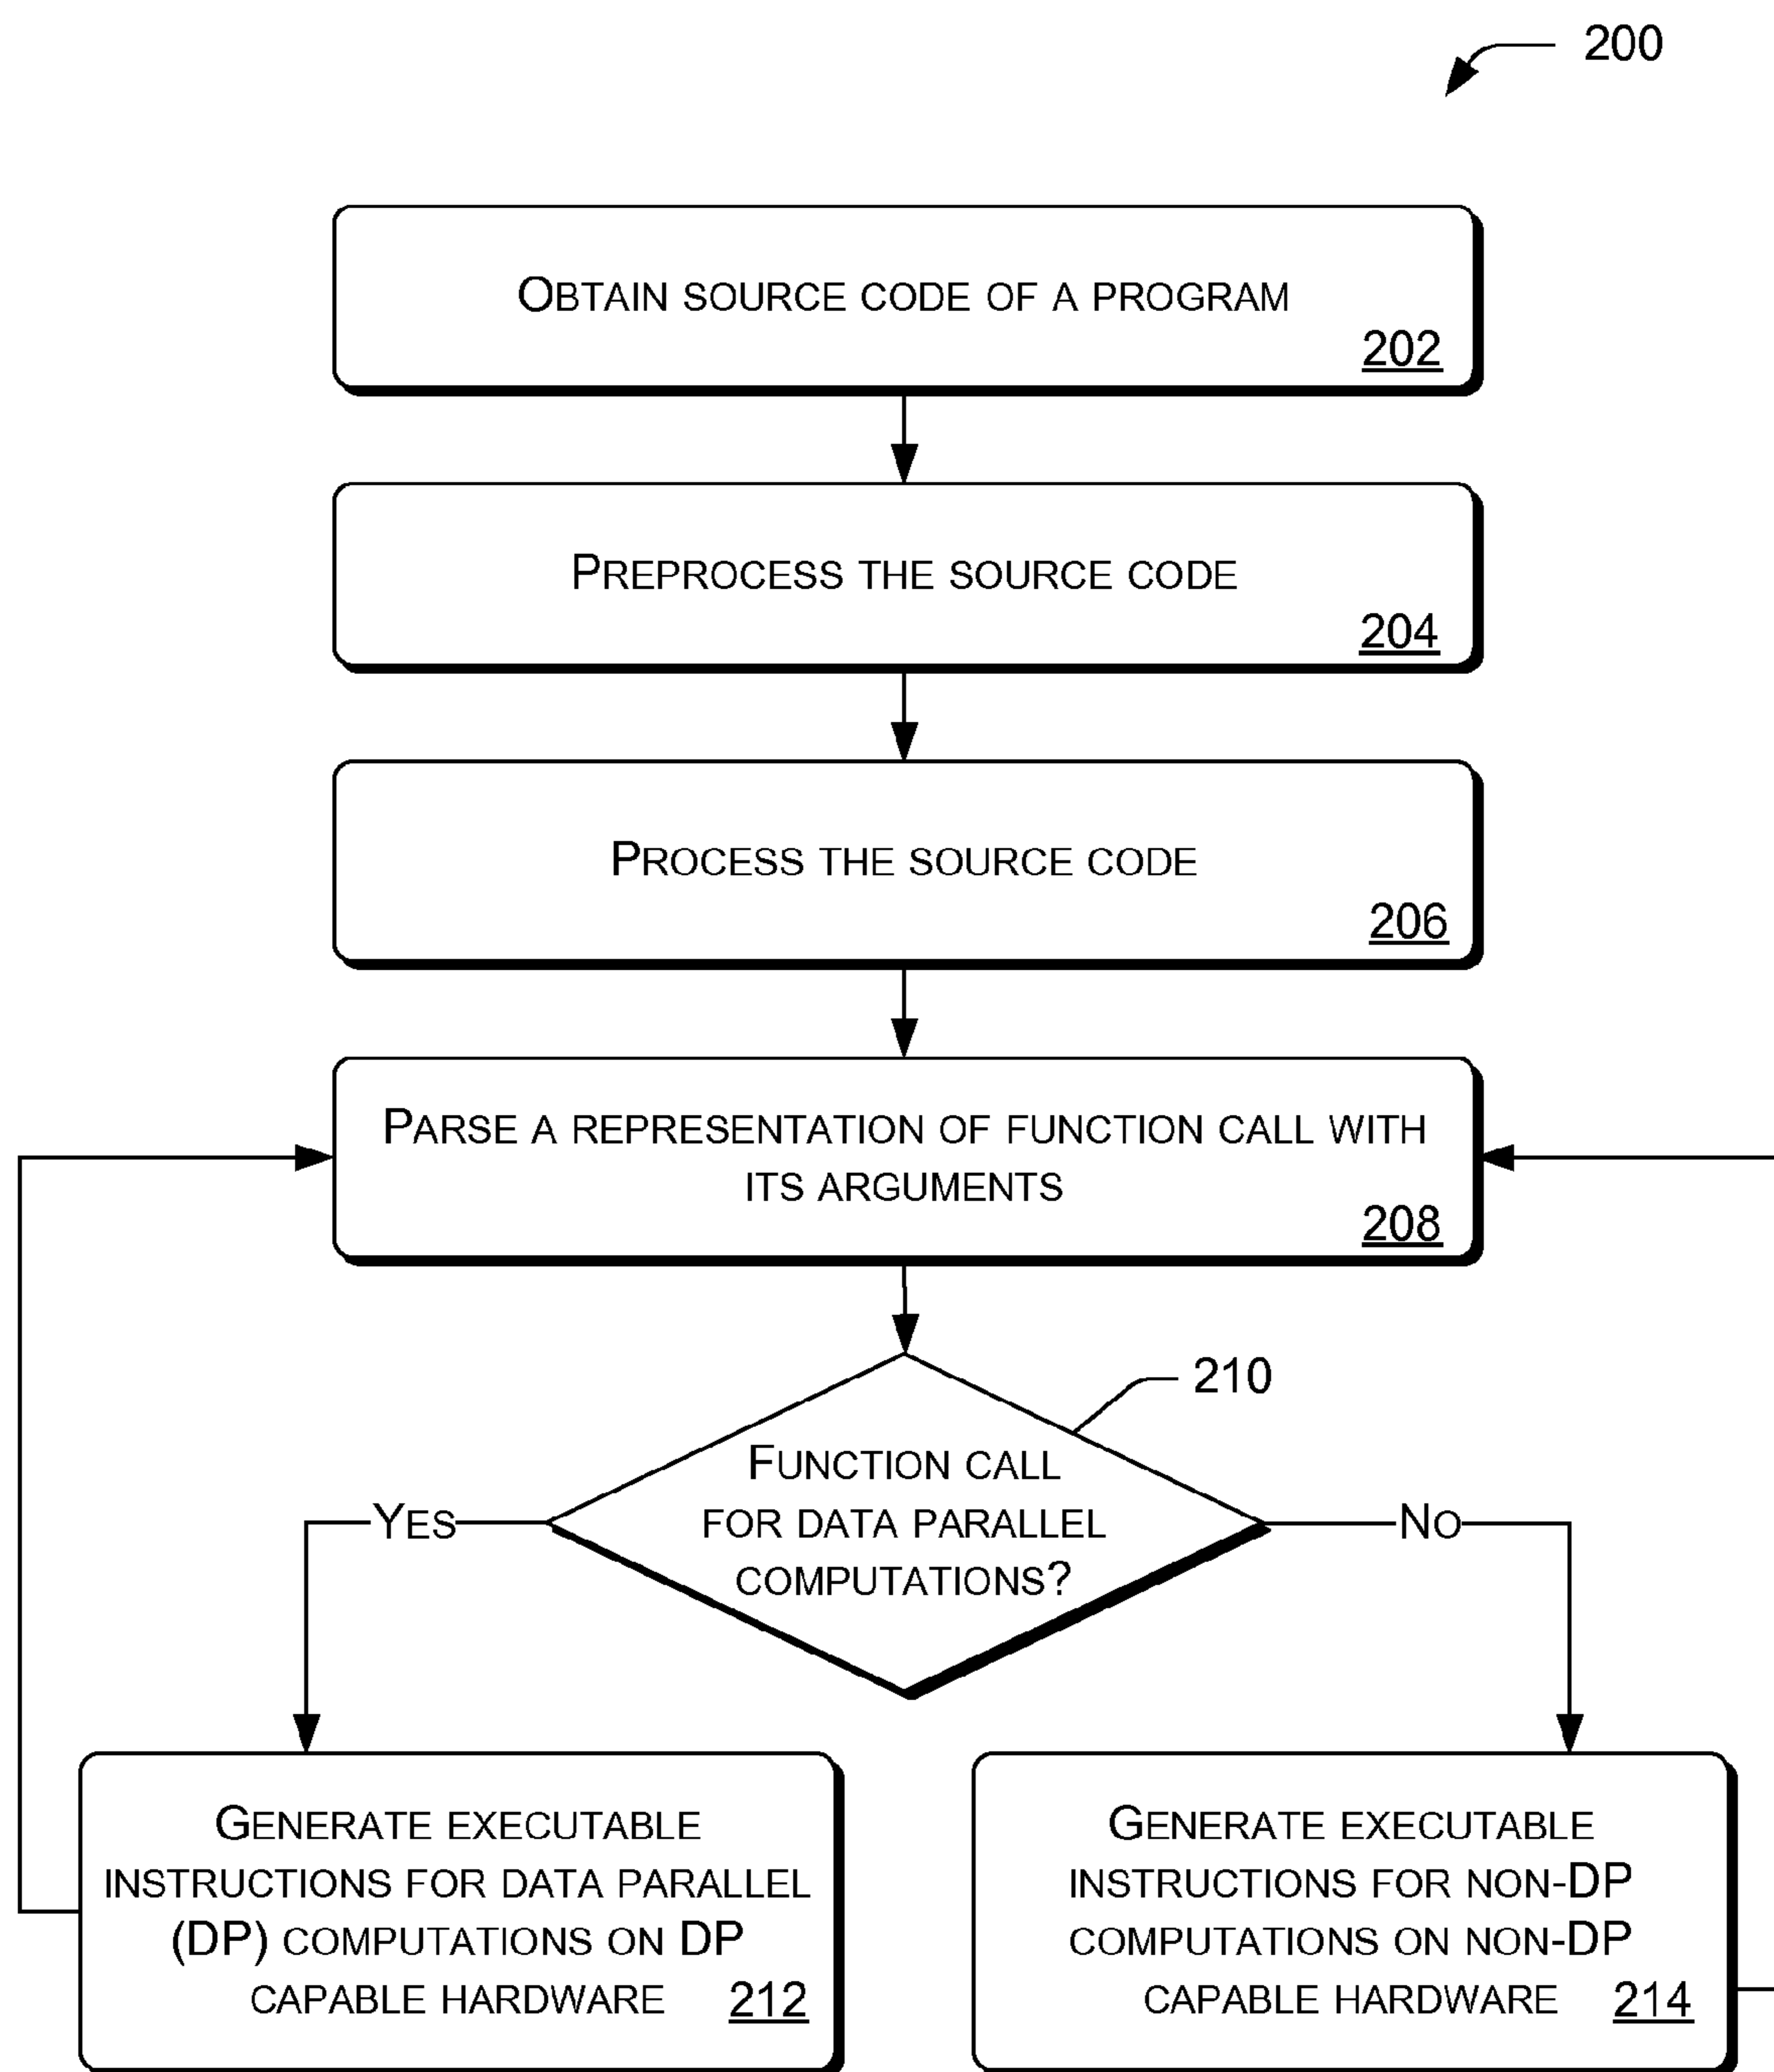 200
Obtain source code of a program
202
Preprocess the source code
204
Process the source code
206
Parse a representation of function call with
its arguments
208
210
Function call
for data parallel
computations?
Yes
No
Generate executable
instructions for data parallel
(DP) computations on DP
capable hardware 212
Generate executable
instructions for non-DP
computations on non-DP
capable hardware 214